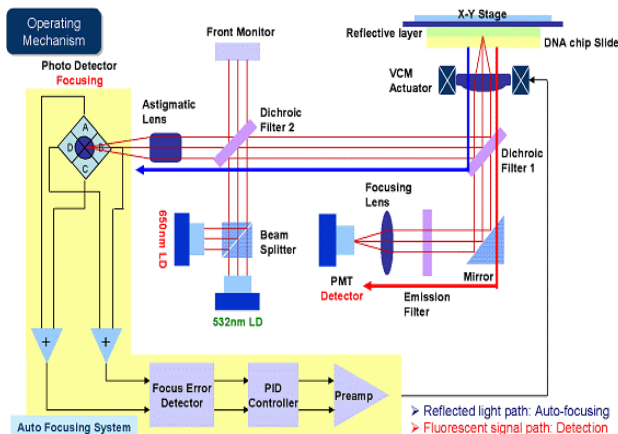 Operating
Mechanism
Photo Detector
Focusing
A
D
B
C
Astigmatic
Lens
Front Monitor
Dichroic
Filter 2
X-Y Stage
Reflective layer
DNA chip Slide
VCM
Actuator
Dichroic
Filter 1
650nm LD
Beam
Splitter
532nm LD
Focusing
Lens
PMT
Detector
Emission
Filter
Mirror
+
+
Focus Error
Detector
PID
Controller
Preamp
Auto Focusing System
➤ Reflected light path: Auto-focusing
➤ Fluorescent signal path: Detection